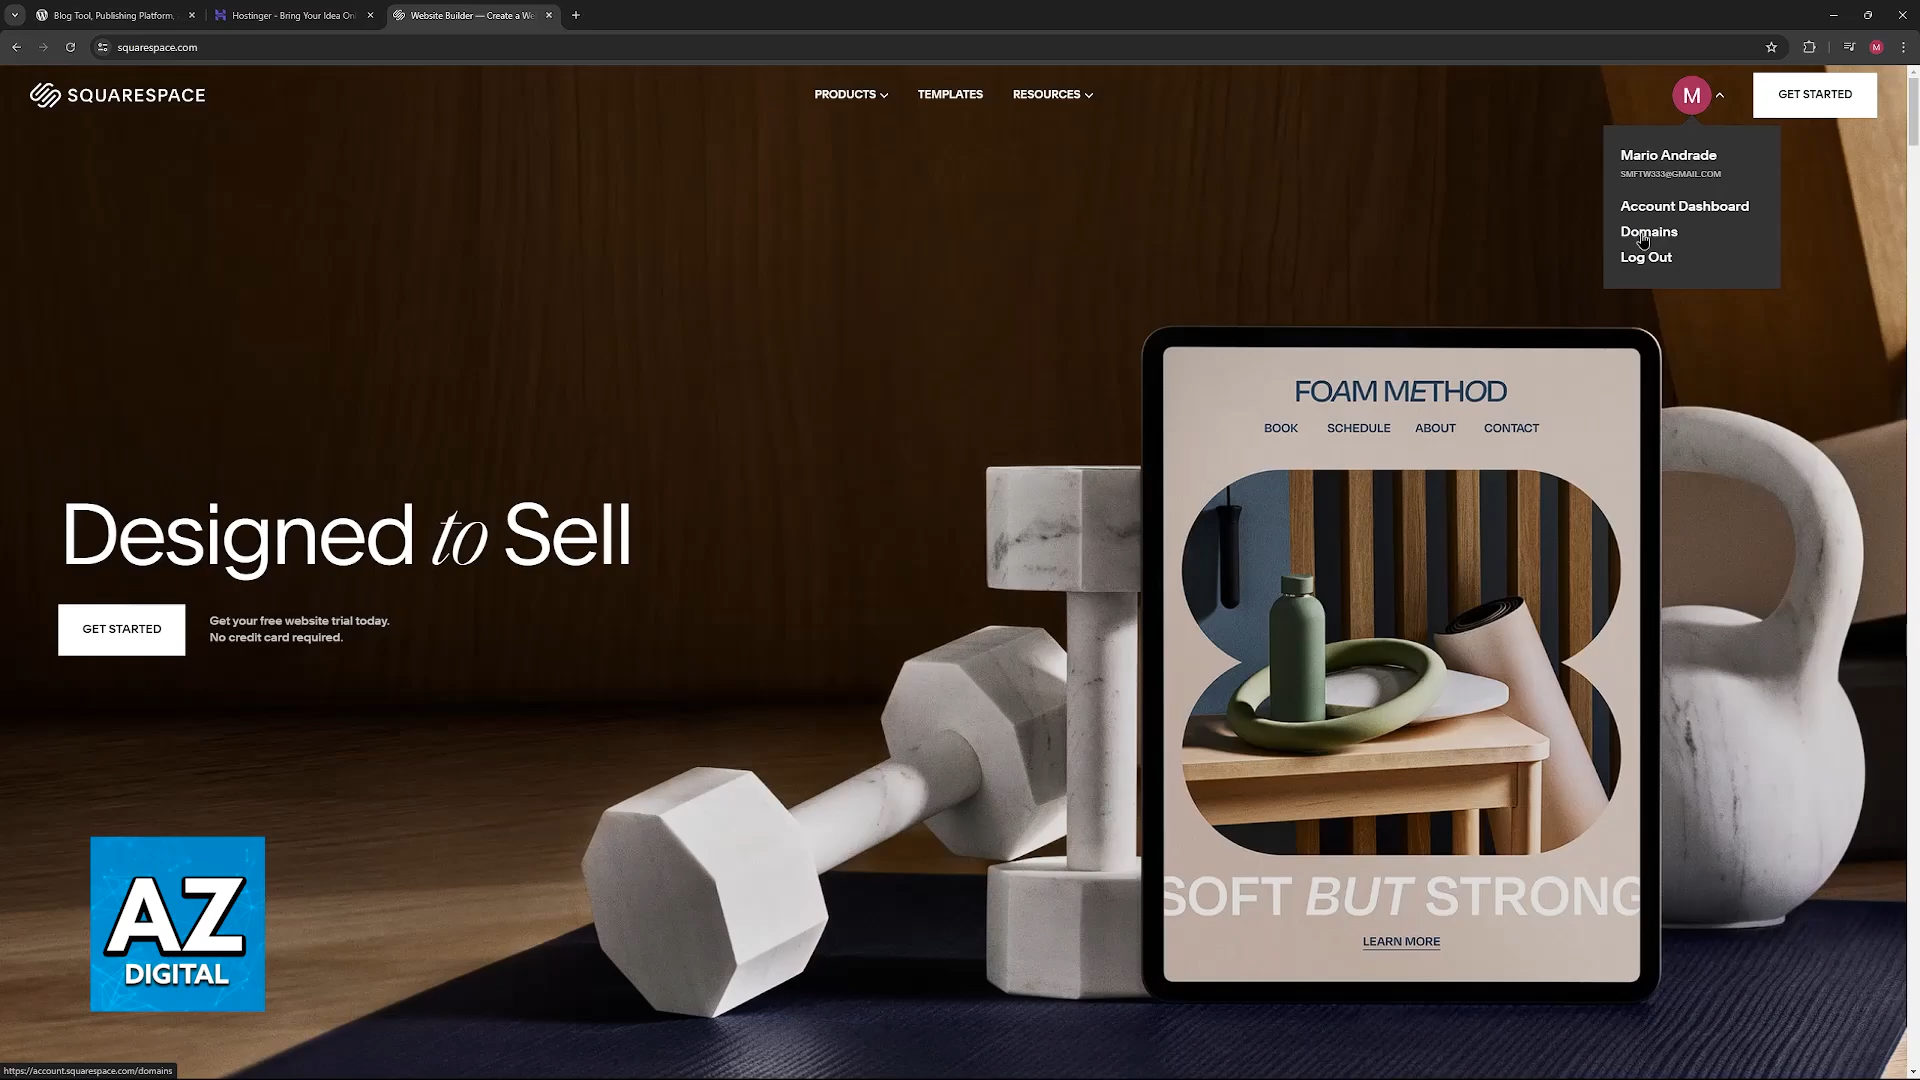 Blog Tool, Publishing Platform,
Hostinger - Bring Your Idea Onl
Website Builder — Create a We
squarespace.com
M
SQUARESPACE
PRODUCTS
TEMPLATES
RESOURCES
M
GET STARTED
Mario Andrade
SMFTW333@GMAIL.COM
Account Dashboard
Domains
Log Out
FOAM METHOD
BOOK
SCHEDULE
ABOUT
CONTACT
Designed to Sell
GET STARTED
Get your free website trial today.
No credit card required.
SOFT BUT STRONG
LEARN MORE
AZ
DIGITAL
https://account.squarespace.com/domains